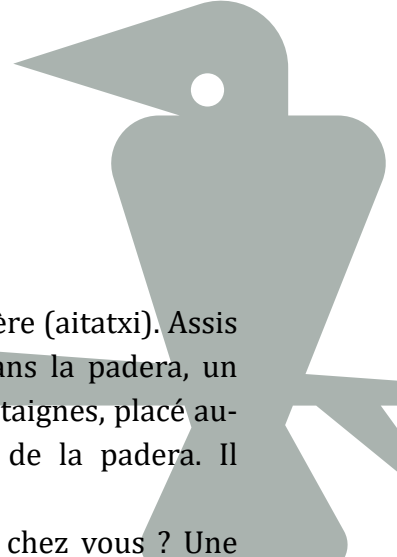 ère (aitatxi). Assis
ans la padera, un
taignes, placé au-
de la padera. Il
chez vous ? Une